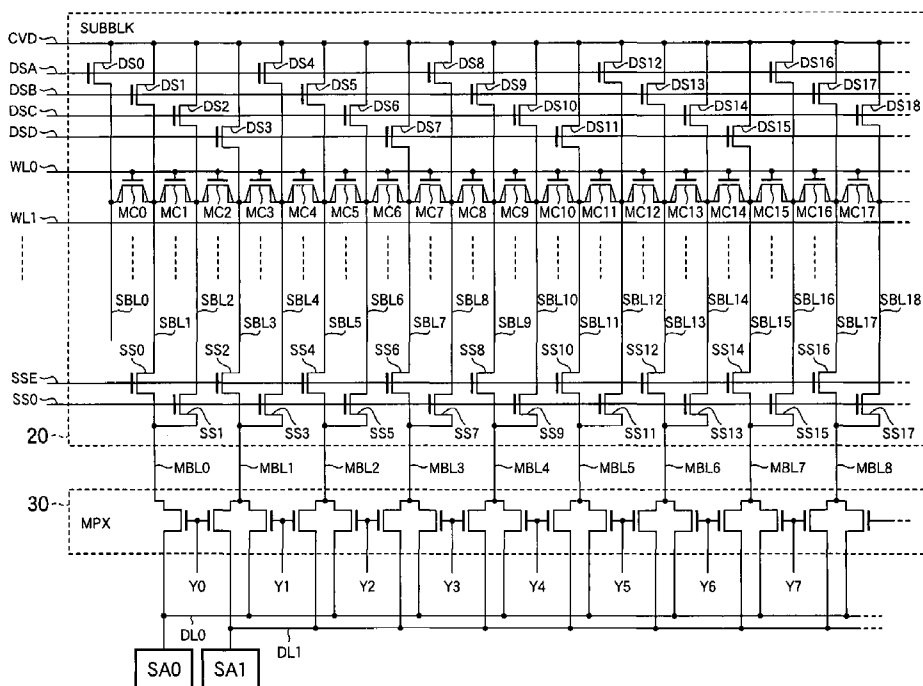 SUBBLK
CVD
DSA
DS0 DS4 DS8 DS12 DS16
DSB
DS1 DS5 DS9 DS13 DS17
DSC
DS2 DS6 DS10 DS14 DS18
DSD
DS3 DS7 DS11 DS15
WL0
MC0 MC1 MC2 MC3 MC4 MC5 MC6 MC7 MC8 MC9 MC10 MC11 MC12 MC13 MC14 MC15 MC16 MC17
WL1
SBL0 SBL1 SBL2 SBL3 SBL4 SBL5 SBL6 SBL7 SBL8 SBL9 SBL10 SBL11 SBL12 SBL13 SBL14 SBL15 SBL16 SBL17 SBL18
SS0 SS2 SS4 SS6 SS8 SS10 SS12 SS14 SS16
SSE
SSO
20
SS1 SS3 SS5 SS7 SS9 SS11 SS13 SS15 SS17
MBL0 MBL1 MBL2 MBL3 MBL4 MBL5 MBL6 MBL7 MBL8
30
MPX
Y0 Y1 Y2 Y3 Y4 Y5 Y6 Y7
DL0
DL1
SA0 SA1